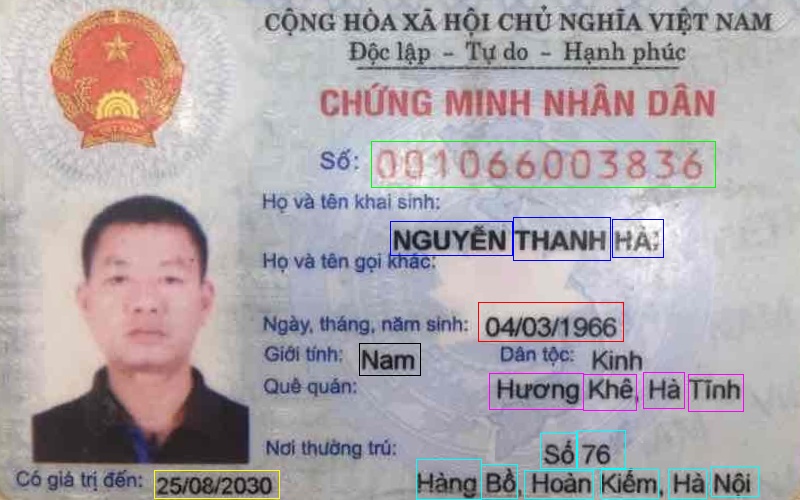 CỘNG HÒA XÃ HỘI CHỦ NGHĨA VIỆT NAM
Độc lập - Tự do - Hạnh phúc
CHỨNG MINH NHÂN DÂN
Số: 001066003836
Họ và tên khai sinh:
NGUYỄN THANH HÀ
Họ và tên gọi khác:
Ngày, tháng, năm sinh: 04/03/1966
Giới tính: Nam Dân tộc: Kinh
Quê quán: Hương Khê, Hà Tĩnh
Nơi thường trú: Số 76
Hàng Bồ, Hoàn Kiếm, Hà Nội
Có giá trị đến: 25/08/2030